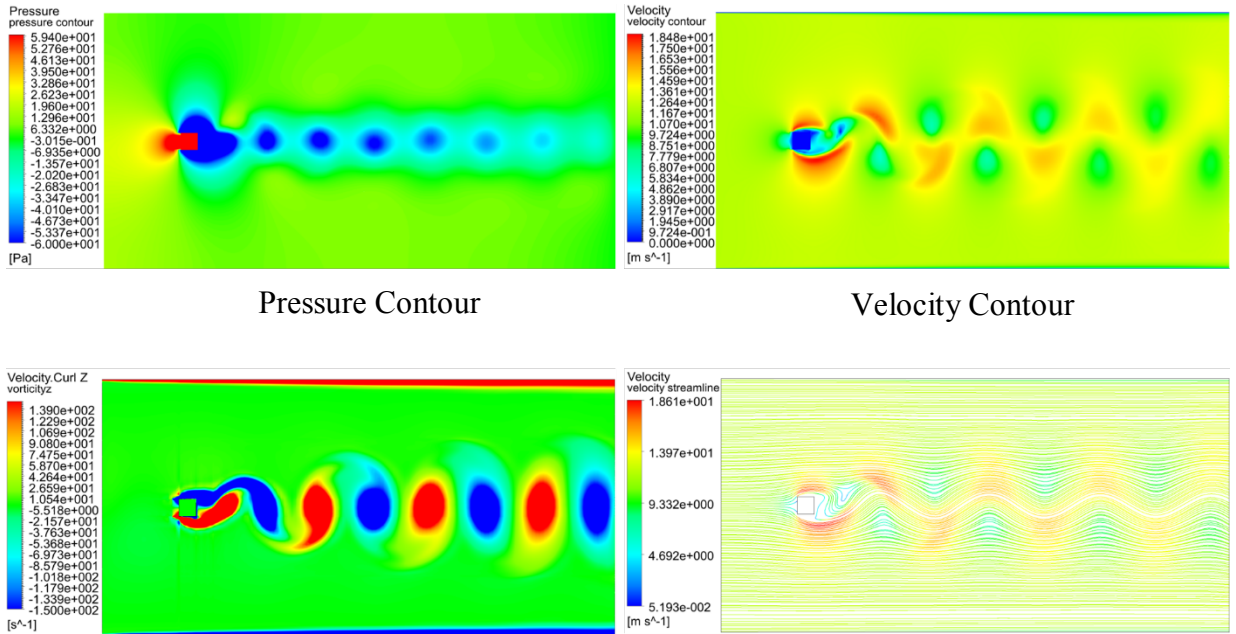 Pressure
pressure contour
5.940e+001
5.276e+001
4.613e+001
3.950e+001
3.286e+001
2.623e+001
1.960e+001
6.332e+000
-3.015e-001
-6.935e+000
-1.357e+001
-2.020e+001
-2.683e+001
-3.347e+001
-4.010e+001
-4.673e+001
-5.337e+001
-6.000e+001
[Pa]
Velocity
velocity contour
1.848e+001
1.750e+001
1.653e+001
1.556e+001
1.459e+001
1.361e+001
1.264e+001
1.167e+001
1.070e+001
9.724e+000
8.751e+000
7.779e+000
6.807e+000
5.834e+000
4.862e+000
3.890e+000
2.917e+000
1.945e+000
9.724e-001
0.000e+000
[m s^-1]
Pressure Contour
Velocity Contour
Velocity.Curl Z
vorticityz
1.390e+002
1.229e+002
1.069e+002
9.080e+001
7.475e+001
5.870e+001
4.264e+001
2.659e+001
1.054e+001
-5.518e+000
-2.157e+001
-3.763e+001
-5.368e+001
-6.973e+001
-8.579e+001
-1.018e+002
-1.179e+002
-1.339e+002
-1.500e+002
[s^-1]
Velocity
velocity streamline
1.861e+001
1.397e+001
9.332e+000
4.692e+000
5.193e-002
[m s^-1]